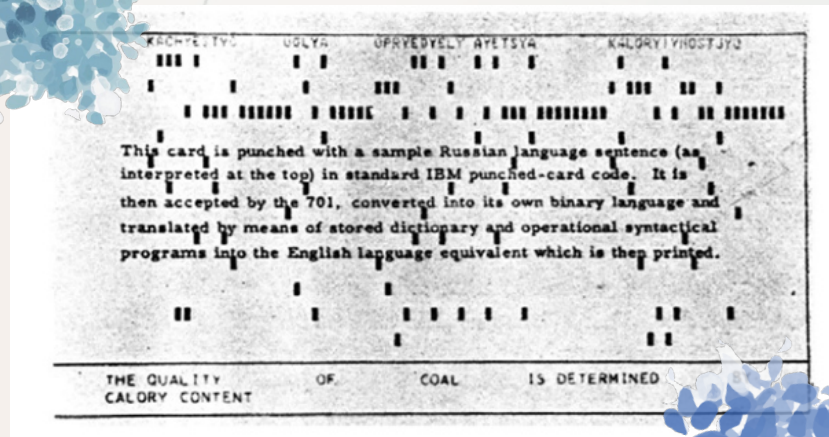 KACHYESTVO UGLYA OPRYEDYELYAYETSYA KALORYIYNOSTJYU
This card is punched with a sample Russian language sentence (as
interpreted at the top) in standard IBM punched-card code. It is
then accepted by the 701, converted into its own binary language and
translated by means of stored dictionary and operational syntactical
programs into the English language equivalent which is then printed.
THE QUALITY OF COAL IS DETERMINED
CALORY CONTENT